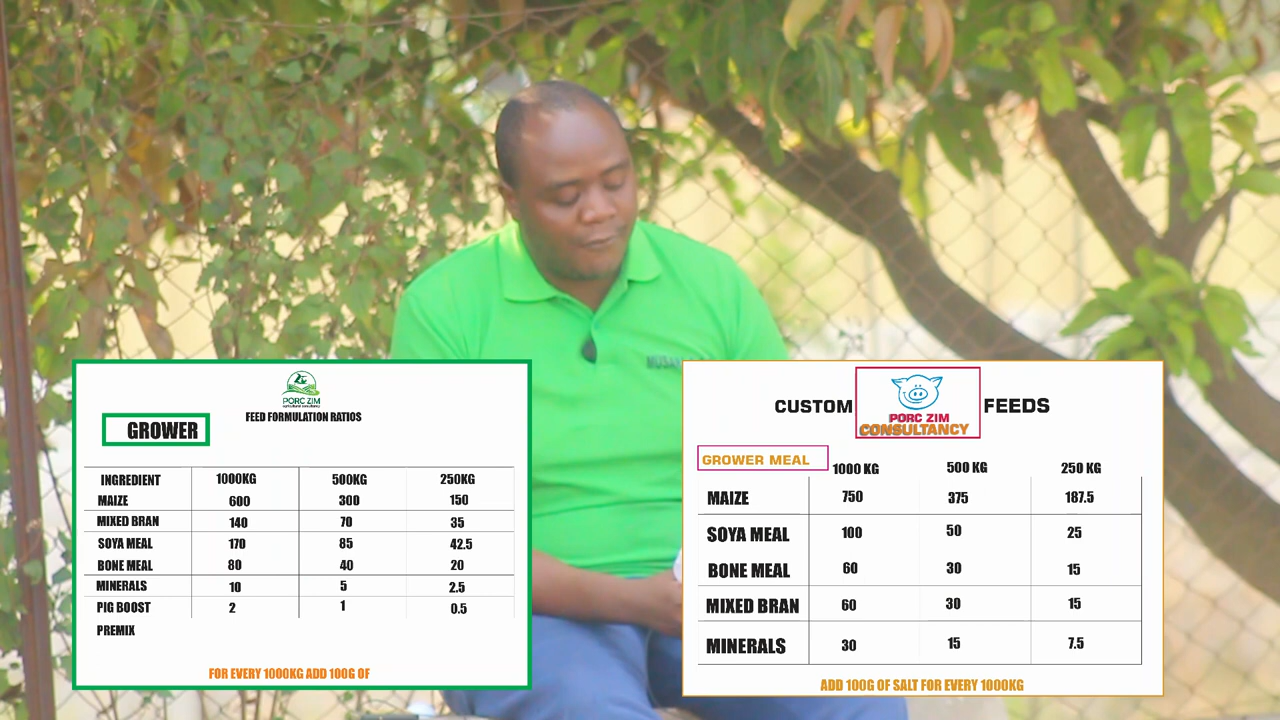 PORC ZIM
FEED FORMULATION RATIOS
GROWER
INGREDIENT 1000KG 500KG 250KG
MAIZE 600 300 150
MIXED BRAN 140 70 35
SOYA MEAL 170 85 42.5
BONE MEAL 80 40 20
MINERALS 10 5 2.5
PIG BOOST 2 1 0.5
PREMIX
FOR EVERY 1000KG ADD 100G OF
CUSTOM FEEDS
PORC ZIM
CONSULTANCY
GROWER MEAL 1000 KG 500 KG 250 KG
MAIZE 750 375 187.5
SOYA MEAL 100 50 25
BONE MEAL 60 30 15
MIXED BRAN 60 30 15
MINERALS 30 15 7.5
ADD 100G OF SALT FOR EVERY 1000KG